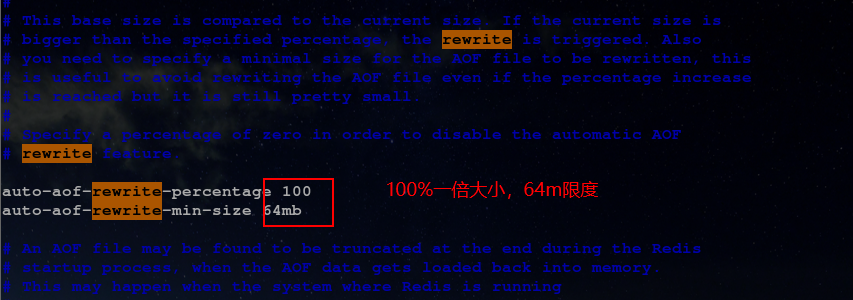 #
# This base size is compared to the current size. If the current size is
# bigger than the specified percentage, the rewrite is triggered. Also
# you need to specify a minimal size for the AOF file to be rewritten, this
# is useful to avoid rewriting the AOF file even if the percentage increase
# is reached but it is still pretty small.
#
# Specify a percentage of zero in order to disable the automatic AOF
# rewrite feature.
auto-aof-rewrite-percentage 100
100%一倍大小，64m限度
auto-aof-rewrite-min-size 64mb
# An AOF file may be found to be truncated at the end during the Redis
# startup process, when the AOF data gets loaded back into memory.
# This may happen when the system where Redis is running